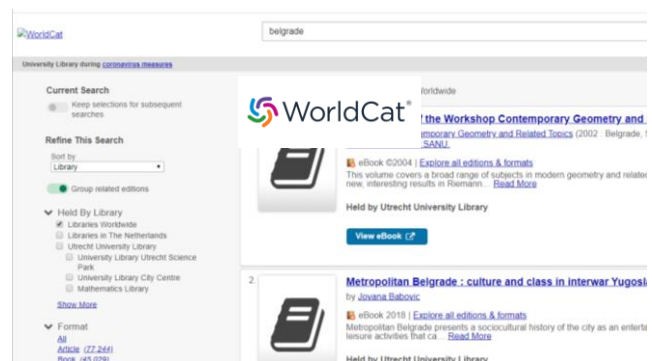 WorldCat
belgrade
University Library during coronavirus measures
Current Search
Keep selections for subsequent
searches
Refine This Search
Sort by
Library
Group related editions
Held By Library
Libraries Worldwide
Libraries in The Netherlands
Utrecht University Library
University Library Utrecht Science
Park
University Library City Centre
Mathematics Library
Show More
Format
All
Article (77,244)
Book (45,029)
WorldCat®
Worldwide
f the Workshop Contemporary Geometry and
emporary Geometry and Related Topics (2002 : Belgrade,
SANU.
eBook ©2004 | Explore all editions & formats
This volume covers a broad range of subjects in modern geometry and related
new, interesting results in Riemann... Read More
Held by Utrecht University Library
View eBook
2.
Metropolitan Belgrade : culture and class in interwar Yugosl
by Jovana Babovic
eBook 2018 | Explore all editions & formats
Metropolitan Belgrade presents a sociocultural history of the city as an enterta
leisure activities that ca... Read More
Held by Utrecht University Library